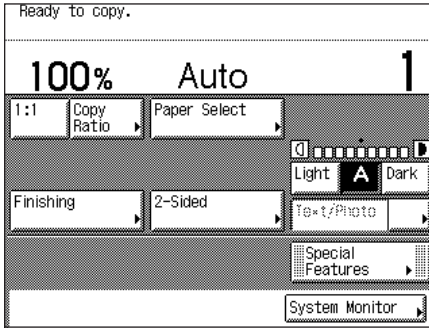 Ready to copy.
100% Auto 1
1:1 Copy Ratio Paper Select
Light A Dark
Finishing 2-Sided Text/Photo
Special
Features
System Monitor